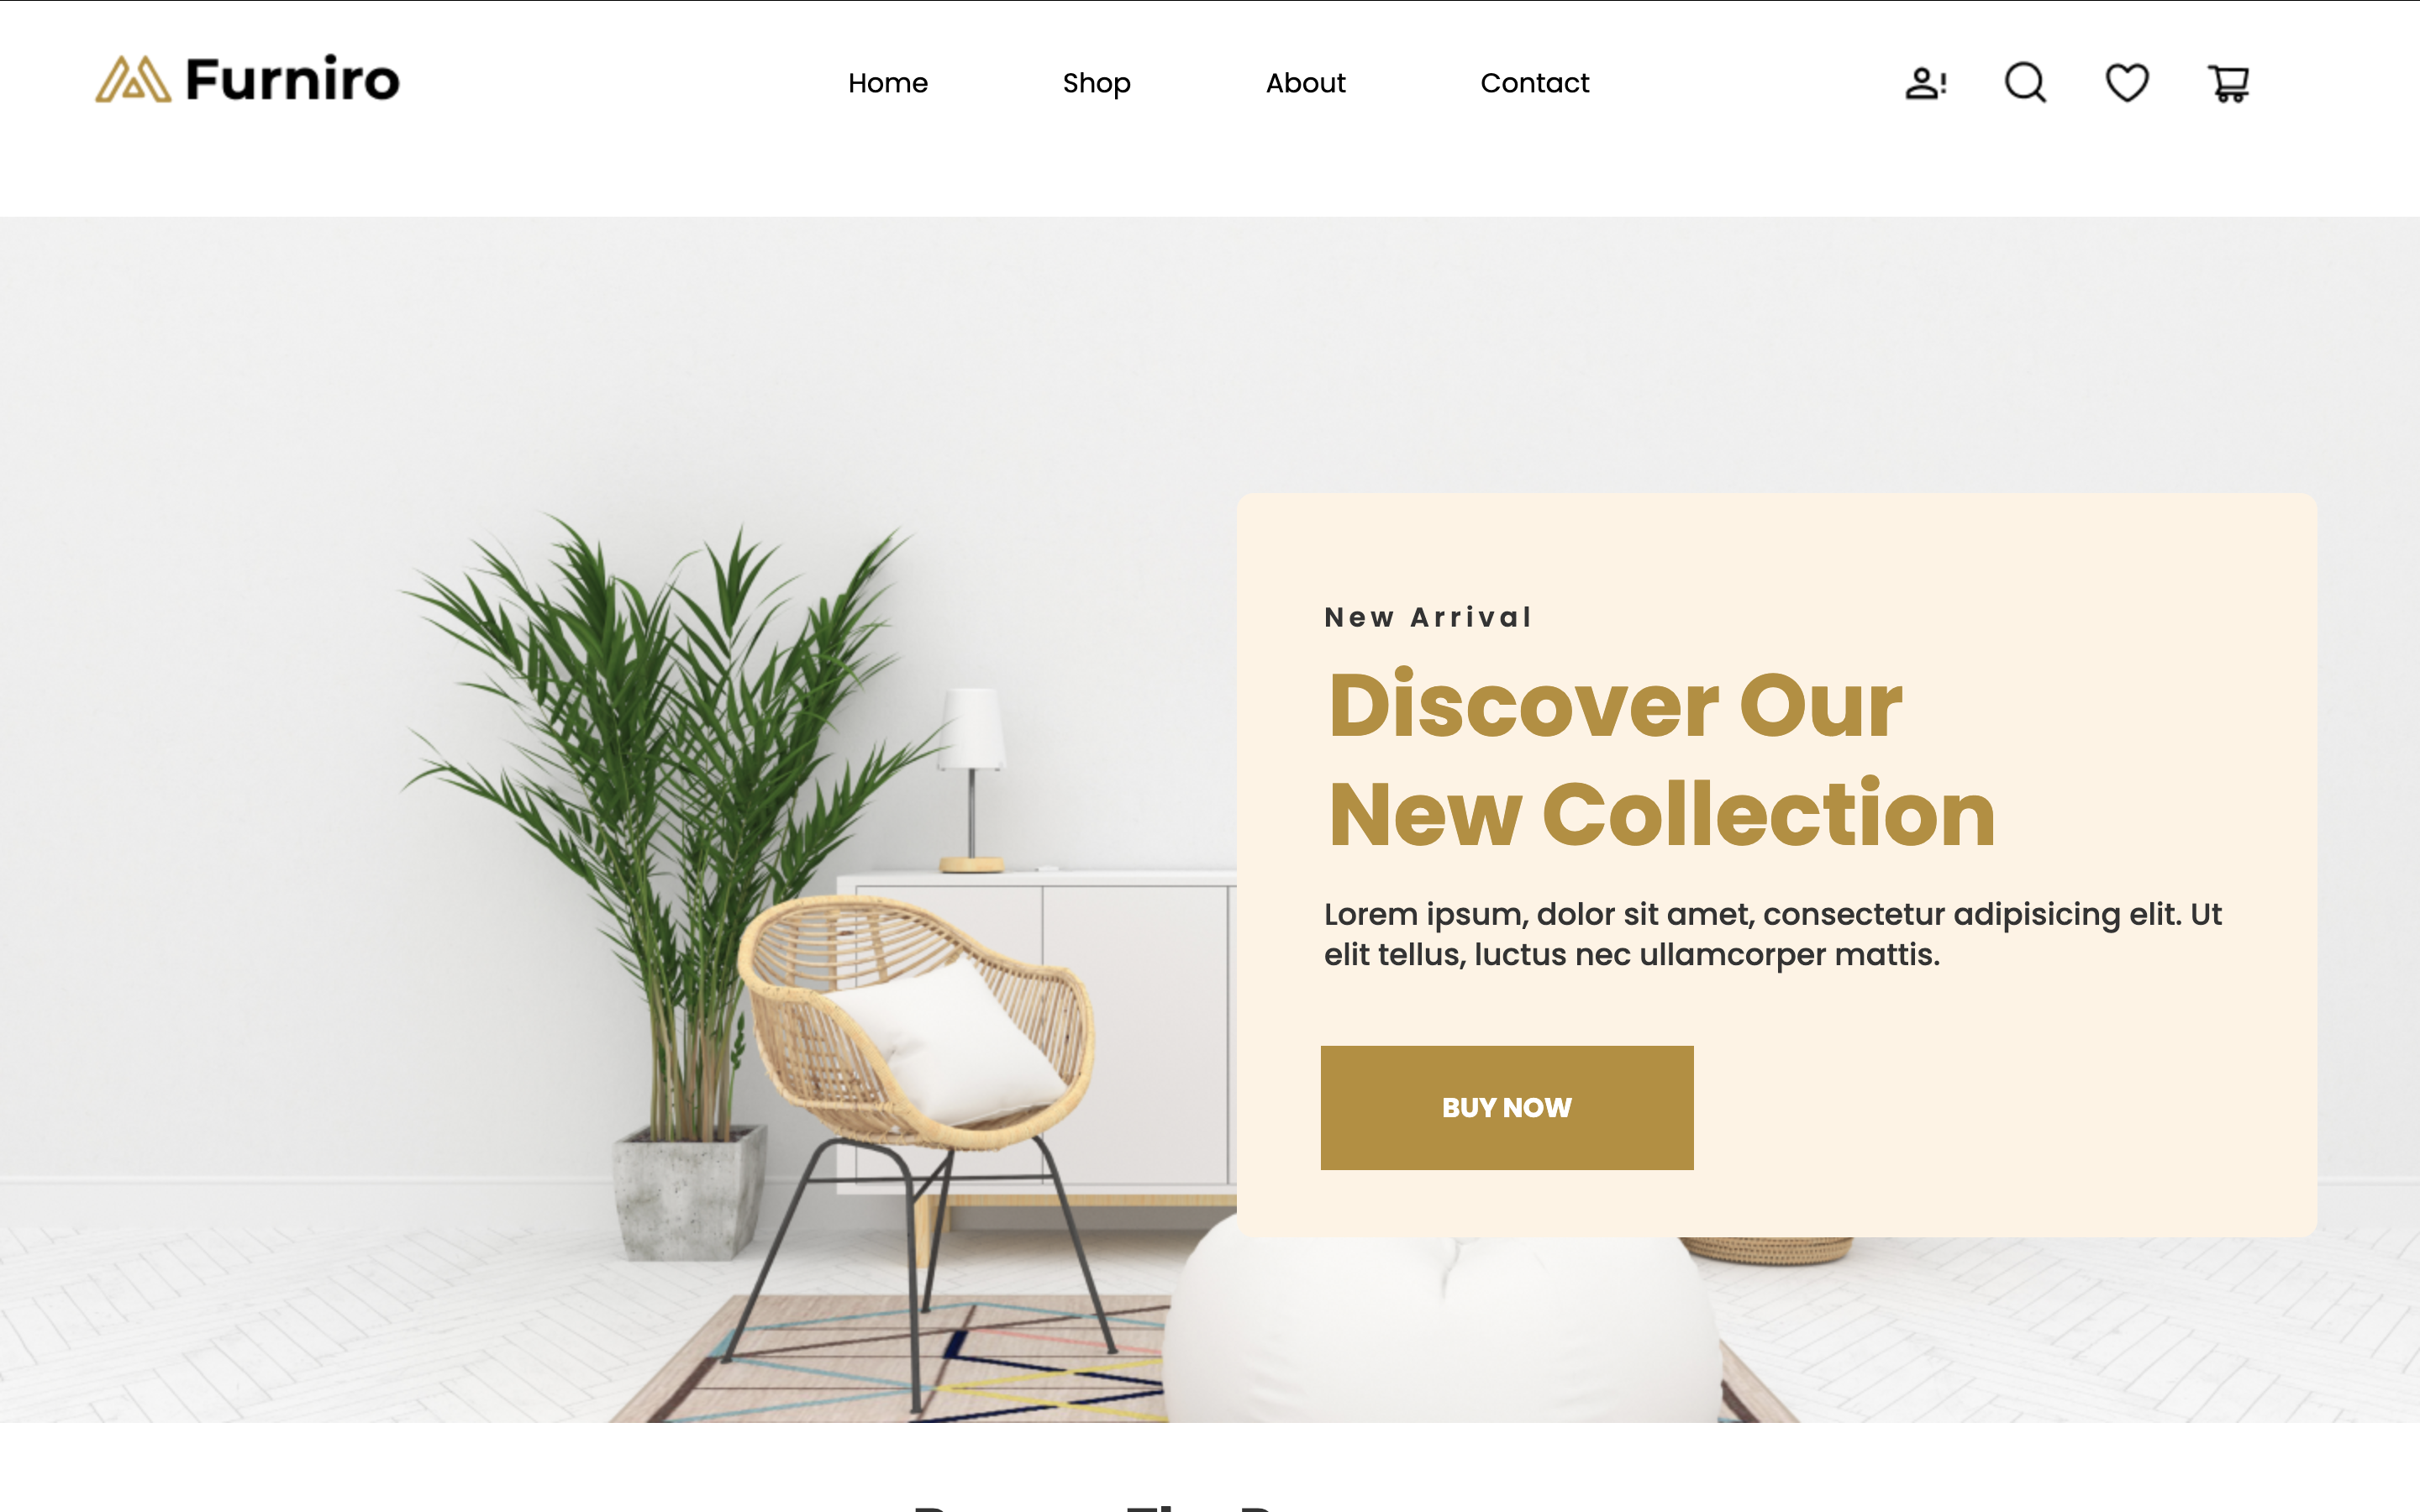 Furniro
Home
Shop
About
Contact
New Arrival
Discover Our
New Collection
Lorem ipsum, dolor sit amet, consectetur adipisicing elit. Ut
elit tellus, luctus nec ullamcorper mattis.
BUY NOW